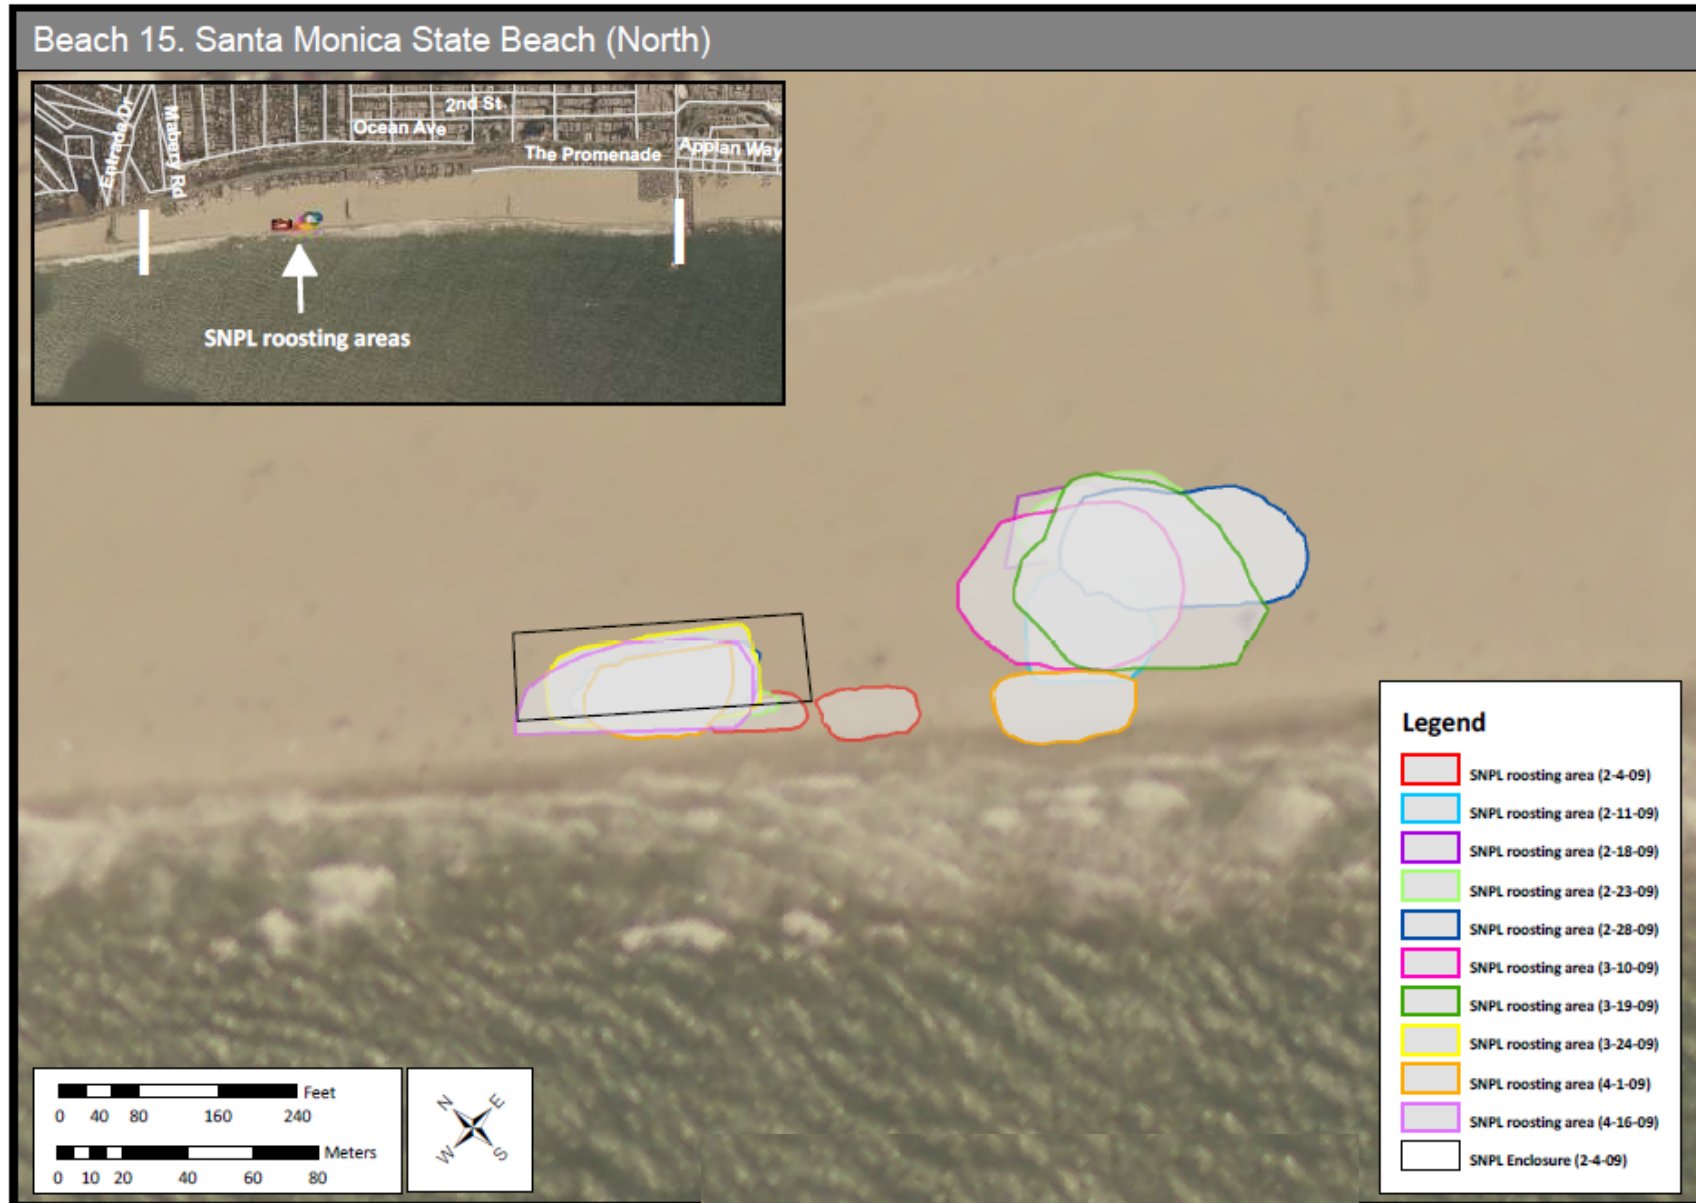 Beach 15. Santa Monica State Beach (North)
Entrada Dr
Mabery Rd
2nd St
Ocean Ave
The Promenade
Appian Way
SNPL roosting areas
Legend
SNPL roosting area (2-4-09)
SNPL roosting area (2-11-09)
SNPL roosting area (2-18-09)
SNPL roosting area (2-23-09)
SNPL roosting area (2-28-09)
SNPL roosting area (3-10-09)
SNPL roosting area (3-19-09)
SNPL roosting area (3-24-09)
SNPL roosting area (4-1-09)
SNPL roosting area (4-16-09)
SNPL Enclosure (2-4-09)
Feet
0 40 80 160 240
Meters
0 10 20 40 60 80
N E
W S